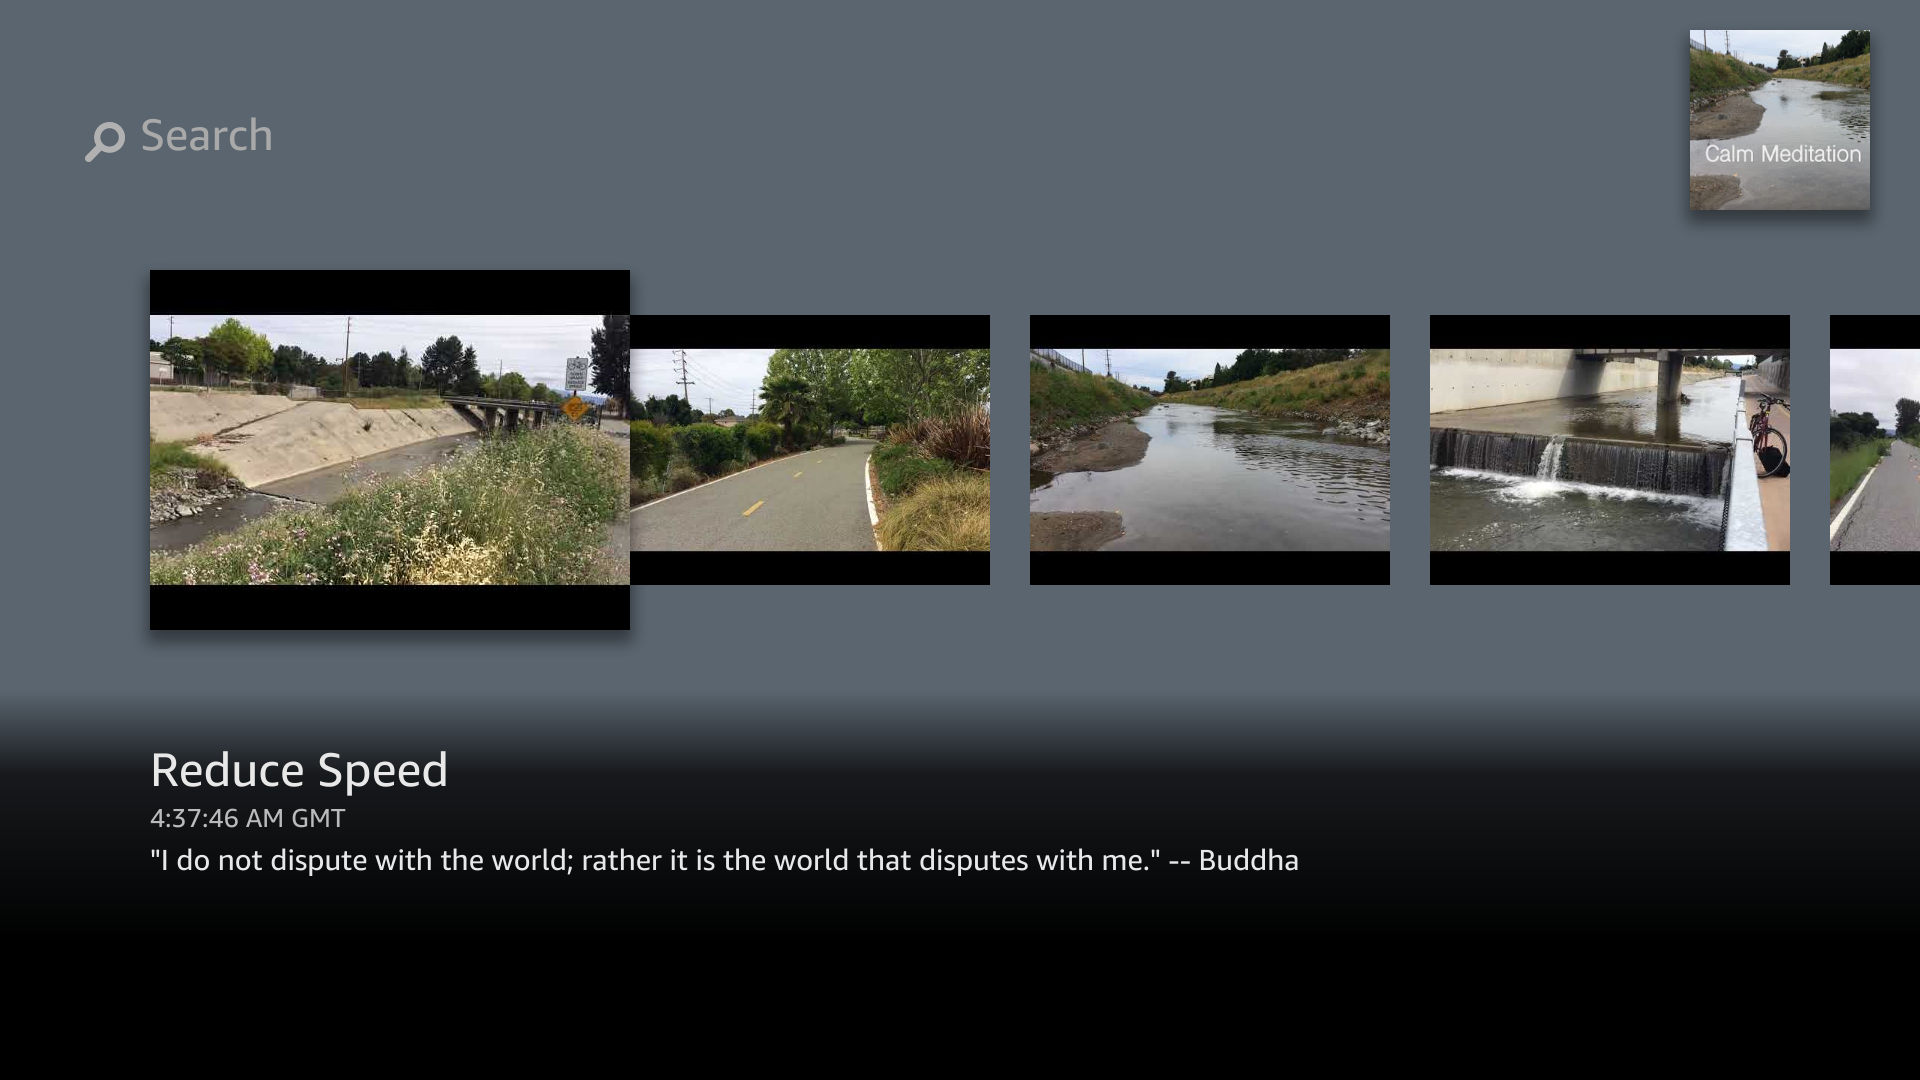 Search
Calm Meditation
Reduce Speed
4:37:46 AM GMT
"I do not dispute with the world; rather it is the world that disputes with me." -- Buddha